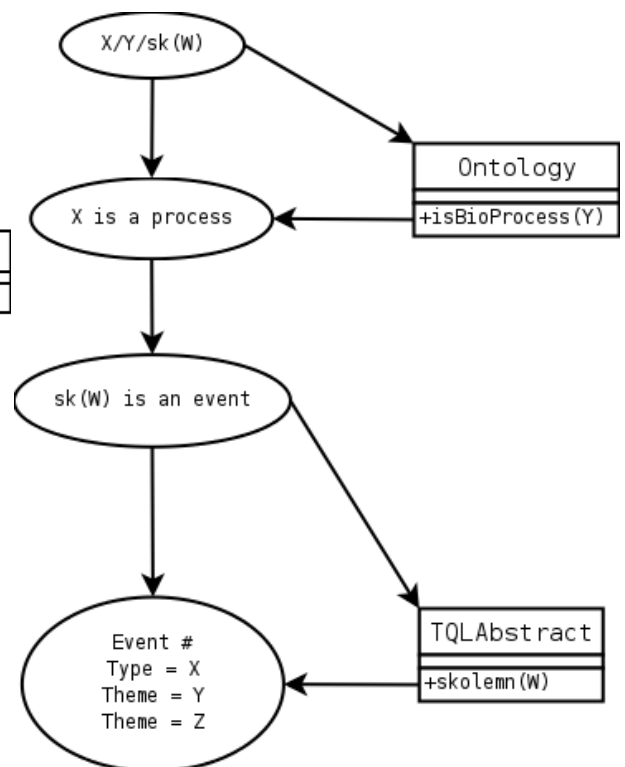 X/Y/sk(W)
Ontology
+isBioProcess(Y)
X is a process
sk(W) is an event
TQLAbstract
+skolemn(W)
Event #
Type = X
Theme = Y
Theme = Z